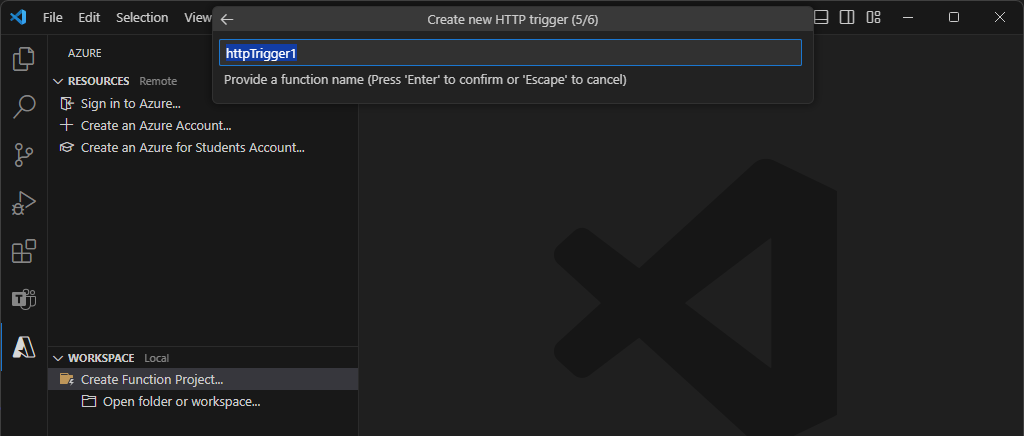 File Edit Selection View
Create new HTTP trigger (5/6)
httpTrigger1
Provide a function name (Press 'Enter' to confirm or 'Escape' to cancel)
AZURE
RESOURCES Remote
Sign in to Azure...
Create an Azure Account...
Create an Azure for Students Account...
WORKSPACE Local
Create Function Project...
Open folder or workspace...